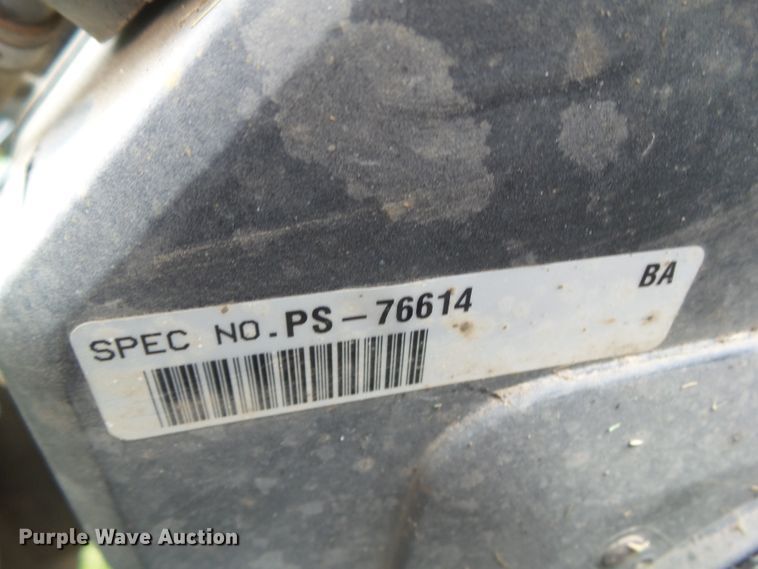 BA
SPEC NO. PS-76614
Purple Wave Auction